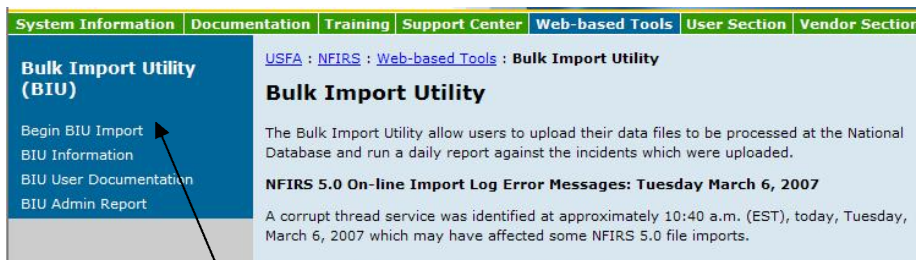 System Information Documentation Training Support Center Web-based Tools User Section Vendor Section
Bulk Import Utility
(BIU)
Begin BIU Import
BIU Information
BIU User Documentation
BIU Admin Report
USFA : NFIRS : Web-based Tools : Bulk Import Utility
Bulk Import Utility
The Bulk Import Utility allow users to upload their data files to be processed at the National
Database and run a daily report against the incidents which were uploaded.
NFIRS 5.0 On-line Import Log Error Messages: Tuesday March 6, 2007
A corrupt thread service was identified at approximately 10:40 a.m. (EST), today, Tuesday,
March 6, 2007 which may have affected some NFIRS 5.0 file imports.